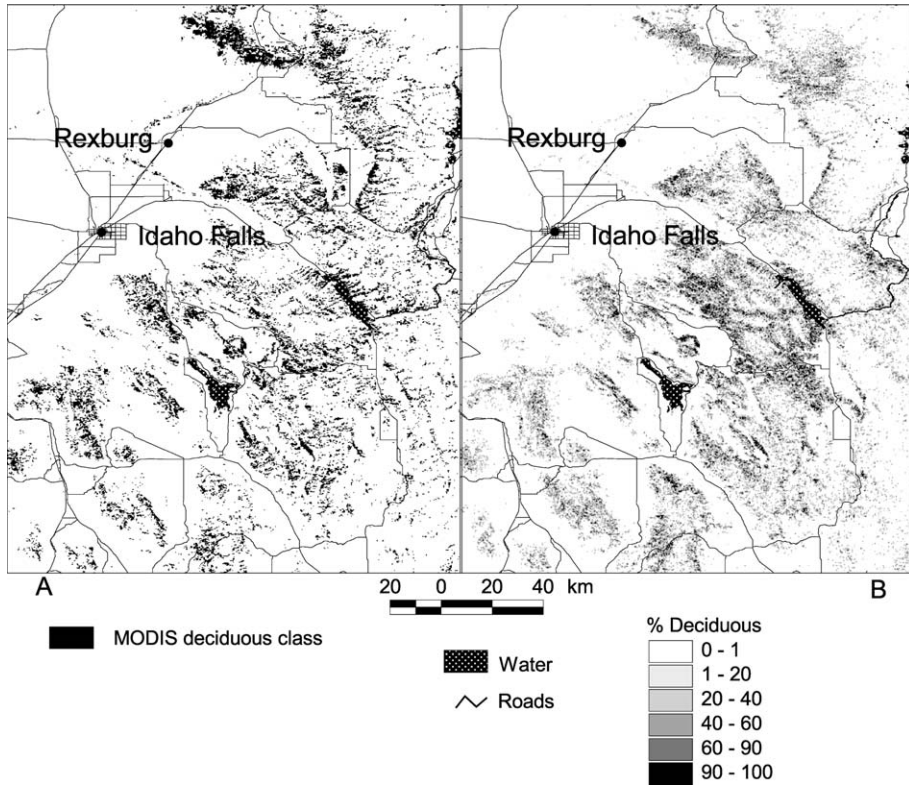 Rexburg
Idaho Falls
Rexburg
Idaho Falls
A
20 0 20 40 km
B
MODIS deciduous class
Water
Roads
% Deciduous
0 - 1
1 - 20
20 - 40
40 - 60
60 - 90
90 - 100